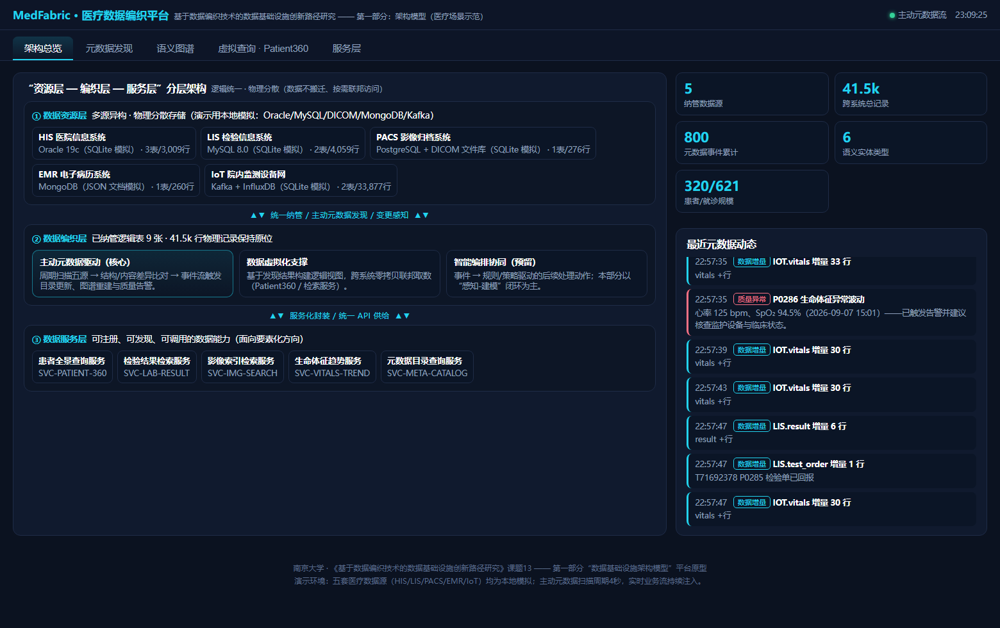 MedFabric • 医疗数据编织平台 基于数据编织技术的数据基础设施创新路径研究 —— 第一部分：架构模型（医疗场景示范）
主动元数据流 23:09:25
架构总览 元数据发现 语义图谱 虚拟查询 · Patient360 服务层
“资源层 — 编织层 — 服务层” 分层架构 逻辑统一 · 物理分散（数据不搬迁、按需联邦访问）
① 数据资源层 多源异构 · 物理分散存储（演示用本地模拟：Oracle/MySQL/DICOM/MongoDB/Kafka）
HIS 医院信息系统
Oracle 19c（SQLite 模拟） · 3表/3,009行
LIS 检验信息系统
MySQL 8.0（SQLite 模拟） · 2表/4,059行
PACS 影像归档系统
PostgreSQL + DICOM 文件库（SQLite 模拟） · 1表/276行
EMR 电子病历系统
MongoDB（JSON 文档模拟） · 1表/260行
IoT 院内监测设备网
Kafka + InfluxDB（SQLite 模拟） · 2表/33,877行
▲▼ 统一纳管 / 主动元数据发现 / 变更感知 ▲▼
② 数据编织层 已纳管逻辑表 9 张 · 41.5k 行物理记录保持原位
主动元数据驱动（核心）
周期扫描五源 → 结构/内容差异比对 → 事件流触发
目录更新、图谱重建与质量告警。
数据虚拟化支撑
基于发现结果构建逻辑视图，跨系统零拷贝联邦取数
（Patient360 / 检索服务）。
智能编排协同（预留）
事件 → 规则/策略驱动的后续处理动作；本部分以
“感知-建模”闭环为主。
▲▼ 服务化封装 / 统一 API 供给 ▲▼
③ 数据服务层 可注册、可发现、可调用的数据能力（面向要素化方向）
患者全景查询服务
SVC-PATIENT-360
检验结果检索服务
SVC-LAB-RESULT
影像索引检索服务
SVC-IMG-SEARCH
生命体征趋势服务
SVC-VITALS-TREND
元数据目录查询服务
SVC-META-CATALOG
5
纳管数据源
41.5k
跨系统总记录
800
元数据事件累计
6
语义实体类型
320/621
患者/就诊规模
最近元数据动态
22:57:35 数据增量 IOT.vitals 增量 33 行
vitals +行
22:57:35 质量异常 P0286 生命体征异常波动
心率 125 bpm、SpO₂ 94.5%（2026-09-07 15:01）——已触发告警并建议
核查监护设备与临床状态。
22:57:39 数据增量 IOT.vitals 增量 30 行
vitals +行
22:57:43 数据增量 IOT.vitals 增量 30 行
vitals +行
22:57:47 数据增量 LIS.result 增量 6 行
result +行
22:57:47 数据增量 LIS.test_order 增量 1 行
T71692378 P0285 检验单已回报
22:57:47 数据增量 IOT.vitals 增量 30 行
vitals +行
南京大学 · 《基于数据编织技术的数据基础设施创新路径研究》课题13 —— 第一部分“数据基础设施架构模型”平台原型
演示环境：五套医疗数据源（HIS/LIS/PACS/EMR/IoT）均为本地模拟；主动元数据扫描周期4秒，实时业务流持续注入。